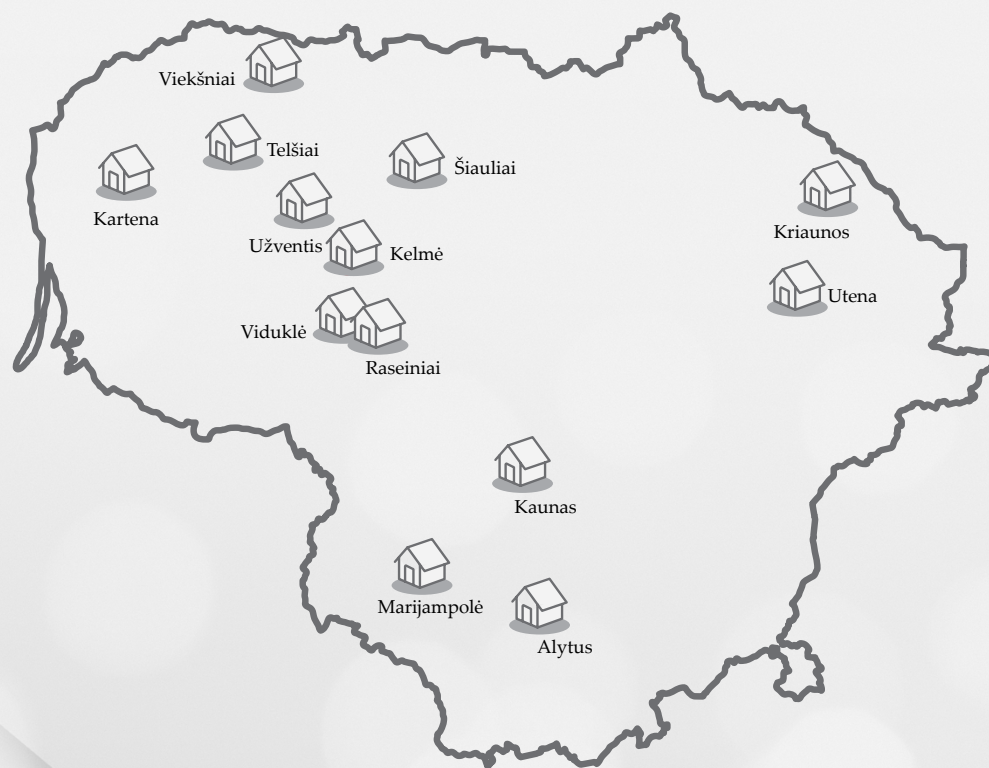 Viekšniai
Telšiai
Šiauliai
Kartena
Kriaunos
Užventis
Kelmė
Utena
Viduklė
Raseiniai
Kaunas
Marijampolė
Alytus